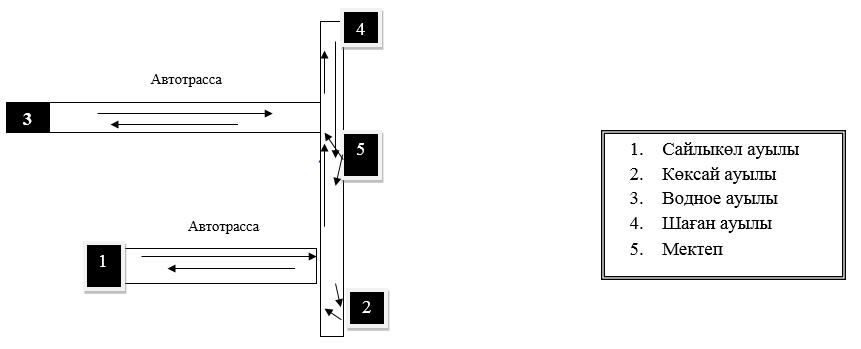 4
Автотрасса
3
5
Автотрасса
1
2
1. Сайлыкөл ауылы
2. Көксай ауылы
3. Водное ауылы
4. Шаған ауылы
5. Мектеп